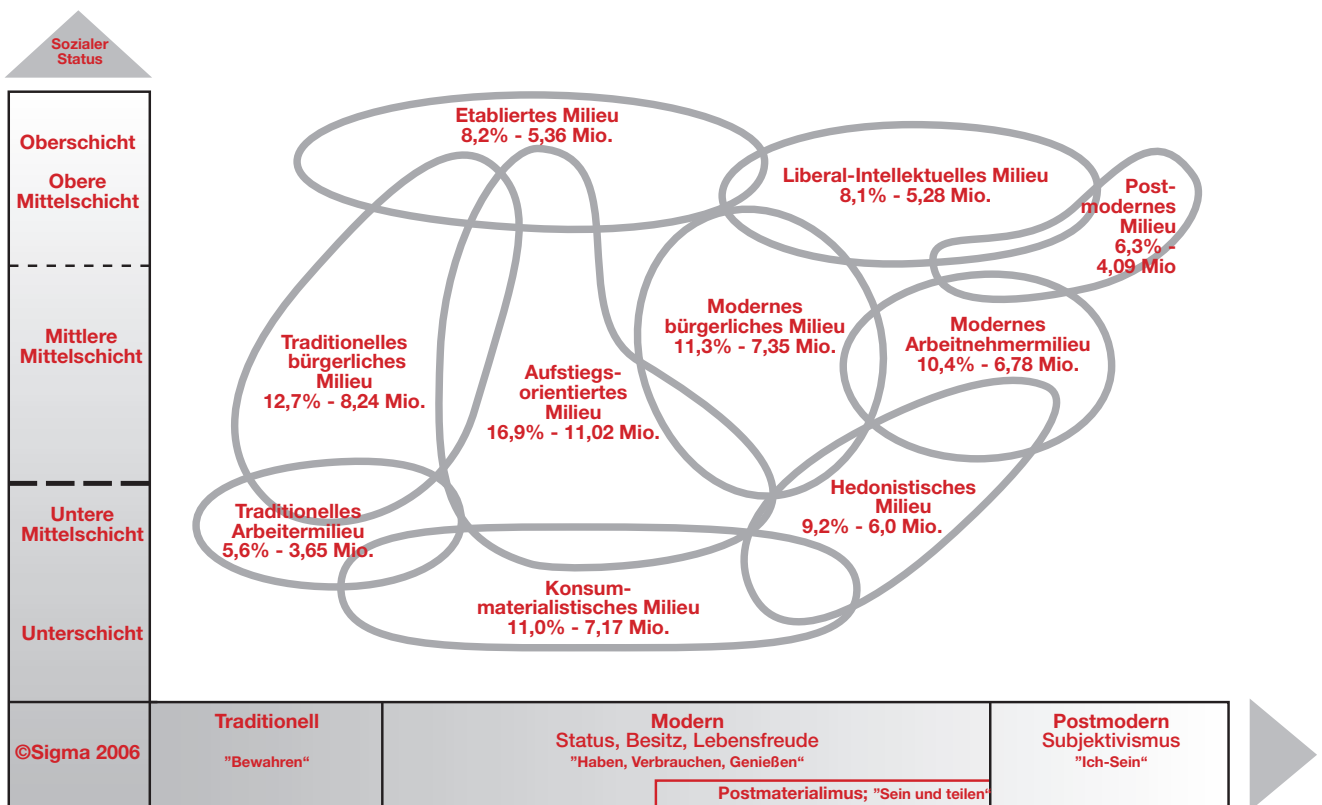 Sozialer
Status
Oberschicht
Obere
Mittelschicht
Mittlere
Mittelschicht
Untere
Mittelschicht
Unterschicht
Etabliertes Milieu
8,2% - 5,36 Mio.
Liberal-Intellektuelles Milieu
8,1% - 5,28 Mio.
Post-
modernes
Milieu
6,3% -
4,09 Mio
Modernes
bürgerliches Milieu
11,3% - 7,35 Mio.
Modernes
Arbeitnehmermilieu
10,4% - 6,78 Mio.
Traditionelles
bürgerliches
Milieu
12,7% - 8,24 Mio.
Aufstiegs-
orientiertes
Milieu
16,9% - 11,02 Mio.
Hedonistisches
Milieu
9,2% - 6,0 Mio.
Traditionelles
Arbeitermilieu
5,6% - 3,65 Mio.
Konsum-
materialistisches Milieu
11,0% - 7,17 Mio.
©Sigma 2006
Traditionell
”Bewahren“
Modern
Status, Besitz, Lebensfreude
”Haben, Verbrauchen, Genießen“
Postmaterialimus; ”Sein und teilen“
Postmodern
Subjektivismus
”Ich-Sein“